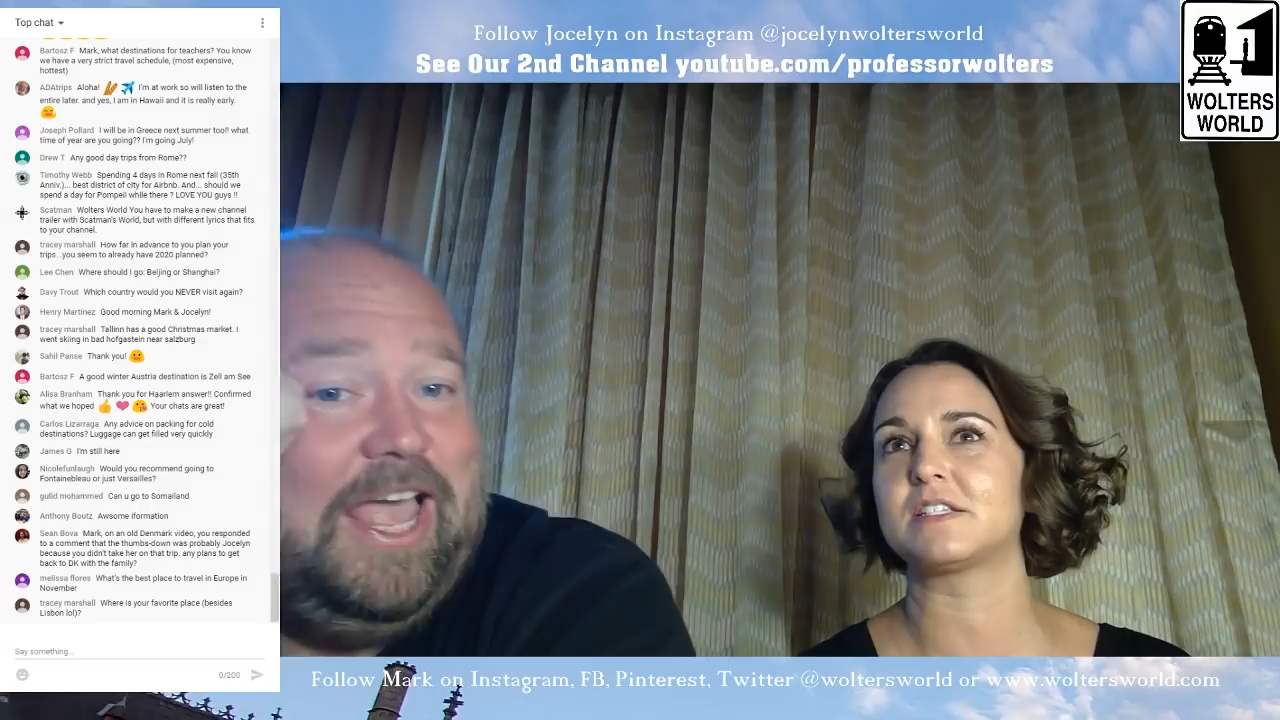 Top chat
Bartosz F Mark, what destinations for teachers? You know
we have a very strict travel schedule, (most expensive,
hottest)
ADAtrips Aloha! I'm at work so will listen to the
entire later. and yes, I am in Hawaii and it is really early.
Joseph Pollard I will be in Greece next summer too!! what
time of year are you going?? I'm going July!
Drew T Any good day trips from Rome??
Timothy Webb Spending 4 days in Rome next fall (35th
Anniv.)... best district of city for Airbnb. And... should we
spend a day for Pompeii while there ? LOVE YOU guys !!
Scatman Wolters World You have to make a new channel
trailer with Scatman's World, but with different lyrics that fits
to your channel.
tracey marshall How far in advance to you plan your
trips...you seem to already have 2020 planned?
Lee Chen Where should I go: Beijing or Shanghai?
Davy Trout Which country would you NEVER visit again?
Henry Martinez Good morning Mark & Jocelyn!
tracey marshall Tallinn has a good Christmas market. I
went skiing in bad hofgastein near salzburg
Sahil Panse Thank you!
Bartosz F A good winter Austria destination is Zell am See
Alisa Branham Thank you for Haarlem answer!! Confirmed
what we hoped Your chats are great!
Carlos Lizarraga Any advice on packing for cold
destinations? Luggage can get filled very quickly
James G I'm still here
Nicolefunlaugh Would you recommend going to
Fontainebleau or just Versailles?
gulid mohammed Can u go to Somailand
Anthony Boutz Awsome iformation
Sean Bova Mark, on an old Denmark video, you responded
to a comment that the thumbs-down was probably Jocelyn
because you didn't take her on that trip. any plans to get
back to DK with the family?
melissa flores What's the best place to travel in Europe in
November
tracey marshall Where is your favorite place (besides
Lisbon lol)?
Say something...
0/200
Follow Jocelyn on Instagram @jocelynwoltersworld
See Our 2nd Channel youtube.com/professorwolters
WOLTERS
WORLD
Follow Mark on Instagram, FB, Pinterest, Twitter @woltersworld or www.woltersworld.com